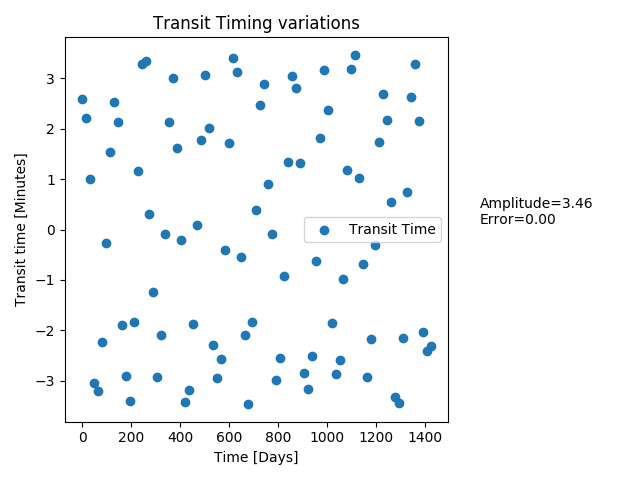 Transit Timing variations
Transit time [Minutes]
3
2
1
0
−1
−2
−3
Transit Time
Amplitude=3.46
Error=0.00
0 200 400 600 800 1000 1200 1400
Time [Days]